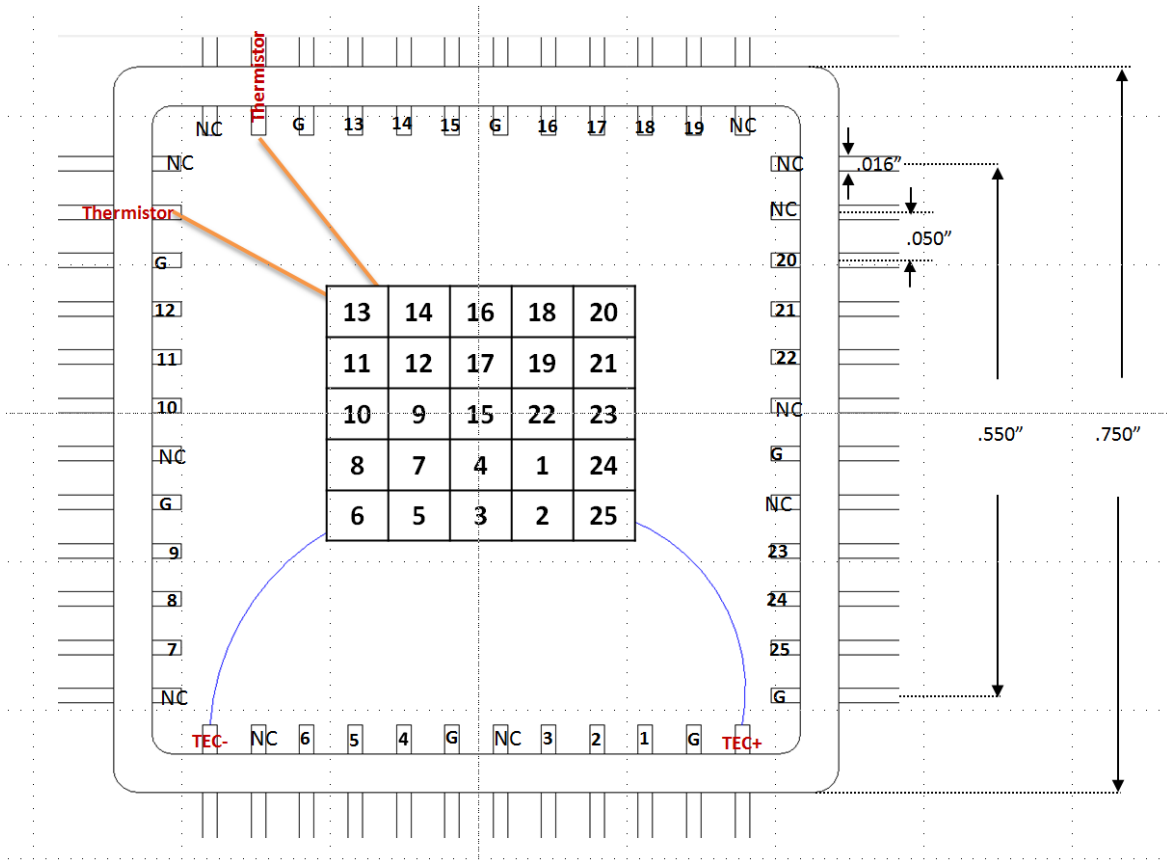 Thermistor
NC G 13 14 15 G 16 17 18 19 NC
NC
Thermistor
G
12
11
10
NC
G
9
8
7
NC
13 14 16 18 20
11 12 17 19 21
10 9 15 22 23
8 7 4 1 24
6 5 3 2 25
NC
NC
20
21
22
NC
G
NC
23
24
25
G
TEC- NC 6 5 4 G NC 3 2 1 G TEC+
.016”
.050”
.550”
.750”